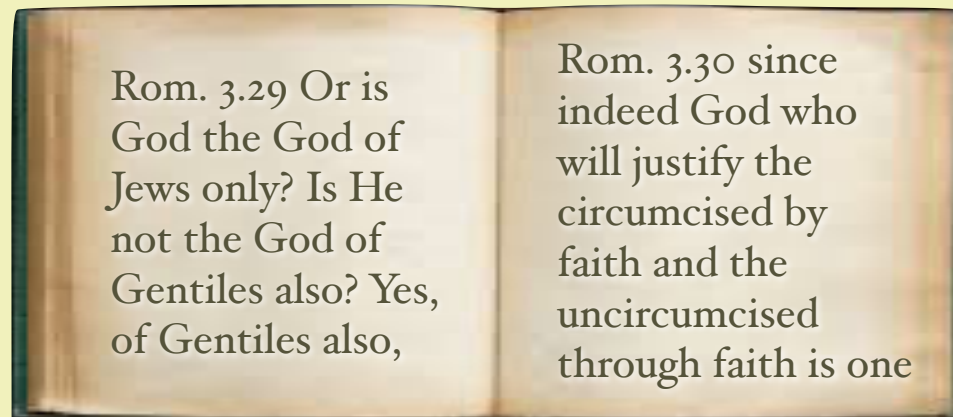 Rom. 3.29 Or is
God the God of
Jews only? Is He
not the God of
Gentiles also? Yes,
of Gentiles also,
Rom. 3.30 since
indeed God who
will justify the
circumcised by
faith and the
uncircumcised
through faith is one